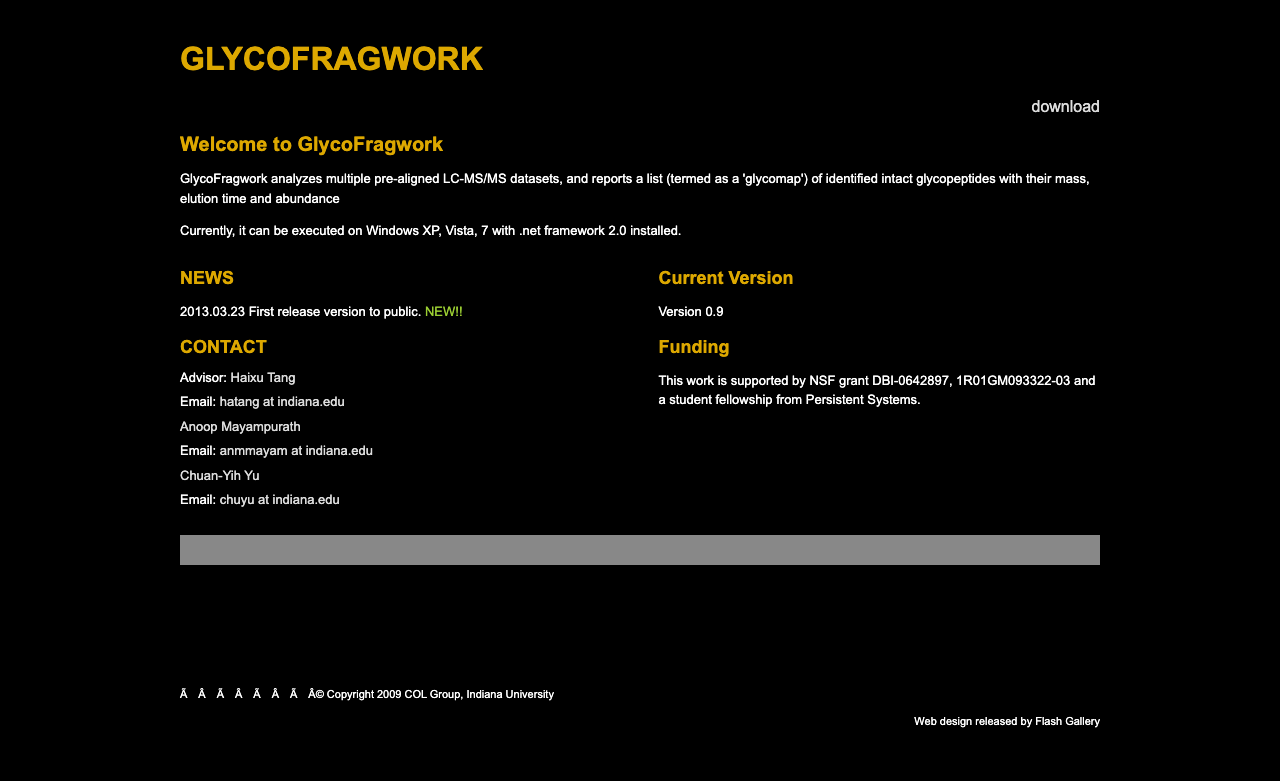 GLYCOFRAGWORK
download
Welcome to GlycoFragwork
GlycoFragwork analyzes multiple pre-aligned LC-MS/MS datasets, and reports a list (termed as a 'glycomap') of identified intact glycopeptides with their mass,
elution time and abundance
Currently, it can be executed on Windows XP, Vista, 7 with .net framework 2.0 installed.
NEWS
2013.03.23 First release version to public. NEW!!
CONTACT
Advisor: Haixu Tang
Email: hatang at indiana.edu
Anoop Mayampurath
Email: anmmayam at indiana.edu
Chuan-Yih Yu
Email: chuyu at indiana.edu
Current Version
Version 0.9
Funding
This work is supported by NSF grant DBI-0642897, 1R01GM093322-03 and
a student fellowship from Persistent Systems.
Ã Â Ã Â Ã Â Ã Â© Copyright 2009 COL Group, Indiana University
Web design released by Flash Gallery